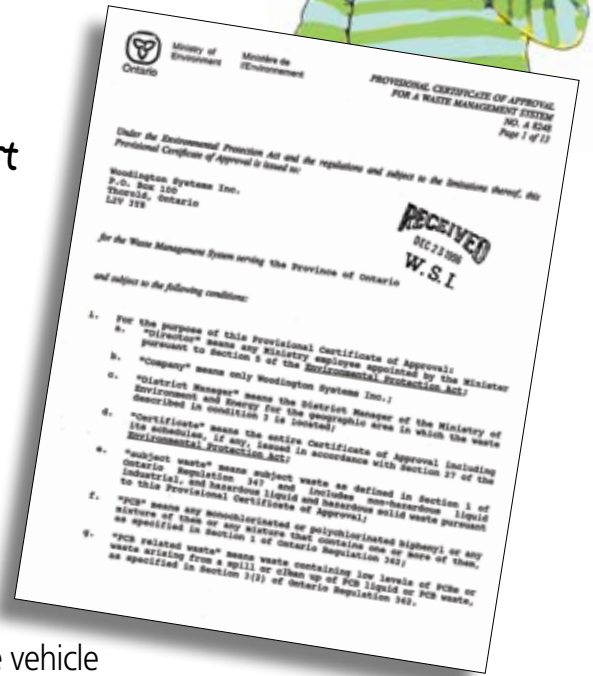 rt
Ontario
Ministry of
Environment
Ministère de
l'Environnement
PROVISIONAL CERTIFICATE OF APPROVAL
FOR A WASTE MANAGEMENT SYSTEM
NO. A 8248
Page 1 of 13
Under the Environmental Protection Act and the regulations and subject to the limitations thereof, this
Provisional Certificate of Approval is issued to:
Woodington Systems Inc.
P.O. Box 100
Thorold, Ontario
L2V 3Y8
RECEIVED
DEC 23 1996
W.S.I.
for the Waste Management System serving the Province of Ontario
and subject to the following conditions:
1. For the purpose of this Provisional Certificate of Approval:
a. "Director" means any Ministry employee appointed by the Minister
pursuant to Section 5 of the Environmental Protection Act;
b. "Company" means only Woodington Systems Inc.;
c. "District Manager" means the District Manager of the Ministry of
Environment and Energy for the geographic area in which the waste
described in condition 3 is located;
d. "Certificate" means the entire Certificate of Approval including
its schedules, if any, issued in accordance with Section 27 of the
Environmental Protection Act;
e. "subject waste" means subject waste as defined in Section 1 of
Ontario Regulation 347 and includes non-hazardous liquid
industrial, and hazardous liquid and hazardous solid waste pursuant
to this Provisional Certificate of Approval;
f. "PCB" means any monochlorinated or polychlorinated biphenyl or any
mixture of them or any mixture that contains one or more of them,
as specified in Section 1 of Ontario Regulation 362;
g. "PCB related waste" means waste containing low levels of PCBs or
waste arising from a spill or clean up of PCB liquid or PCB waste,
as specified in Section 3(2) of Ontario Regulation 362.
e vehicle